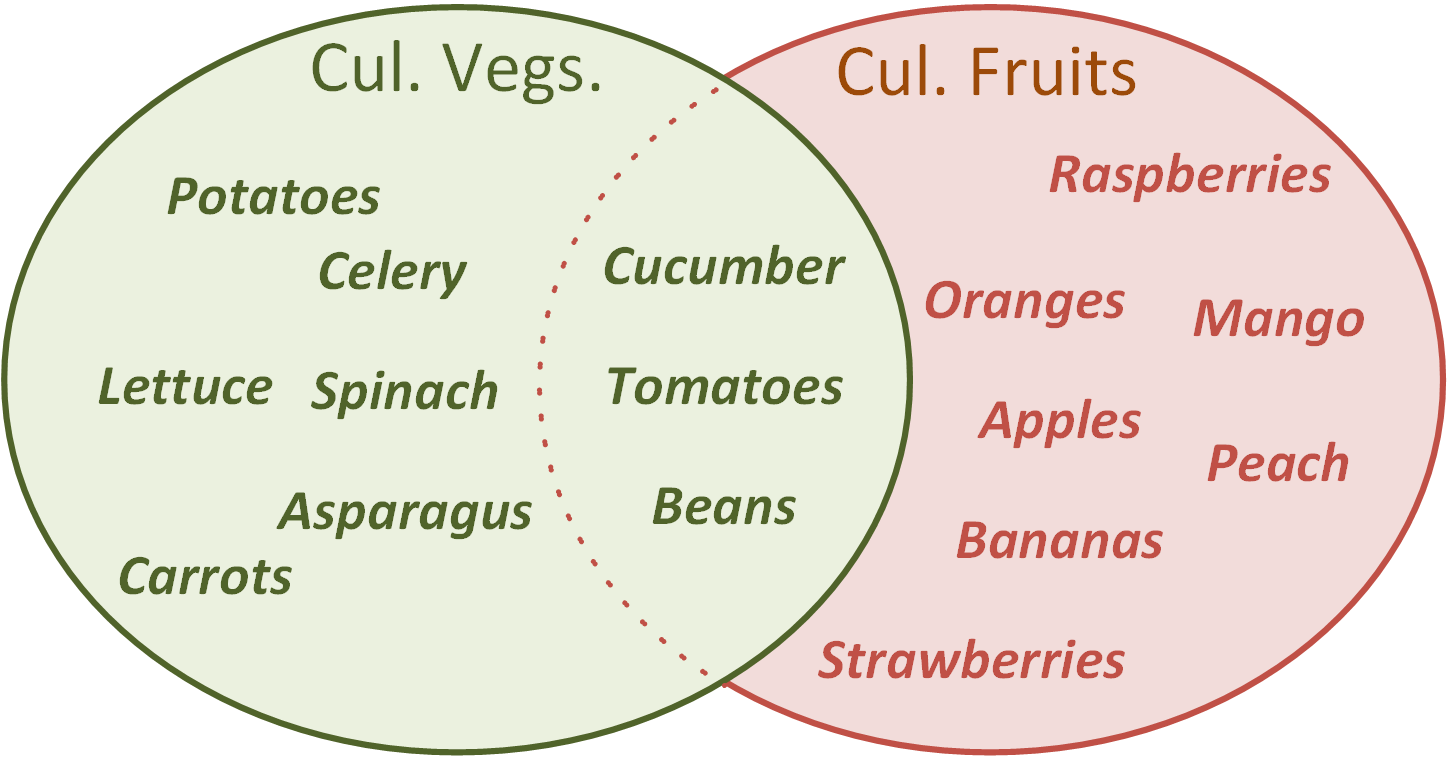 Cul. Vegs.
Cul. Fruits
Potatoes
Celery
Lettuce
Spinach
Asparagus
Carrots
Cucumber
Tomatoes
Beans
Raspberries
Oranges
Mango
Apples
Peach
Bananas
Strawberries